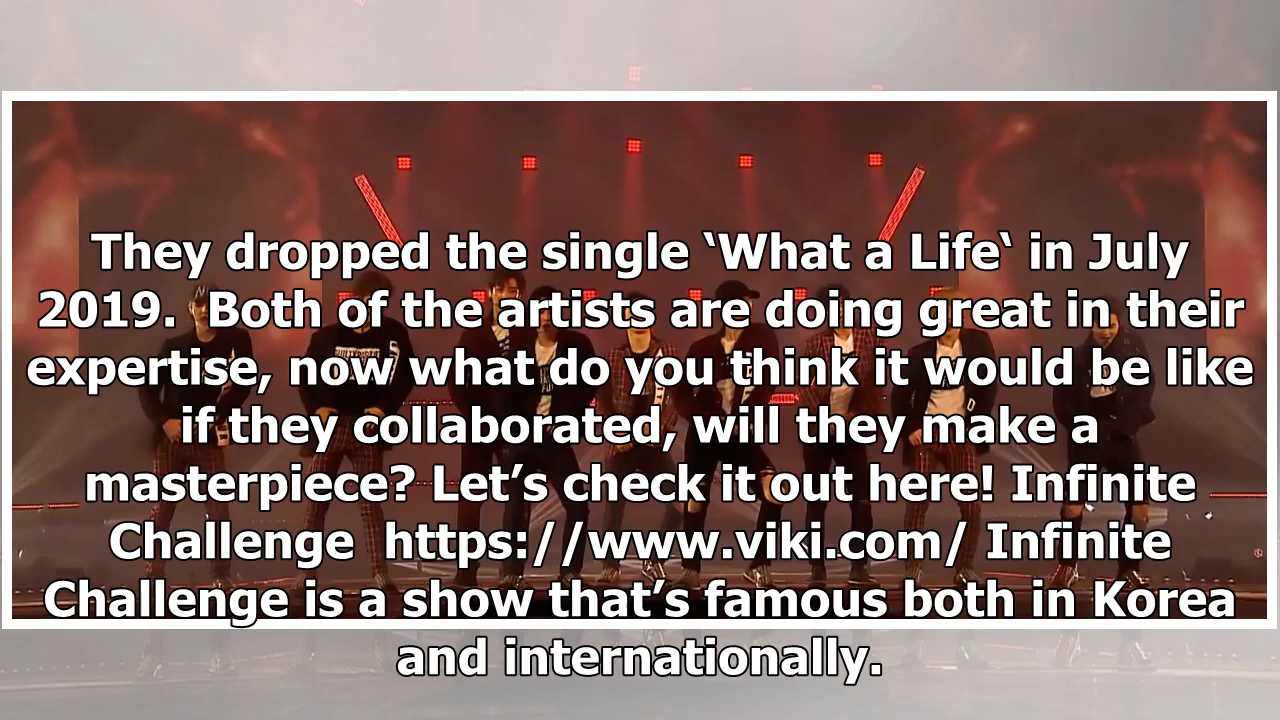 They dropped the single ‛What a Life‛ in July
2019.  Both of the artists are doing great in their
expertise, now what do you think it would be like
if they collaborated, will they make a
masterpiece? Let’s check it out here! Infinite
Challenge  https://www.viki.com/ Infinite
Challenge is a show that’s famous both in Korea
and internationally.